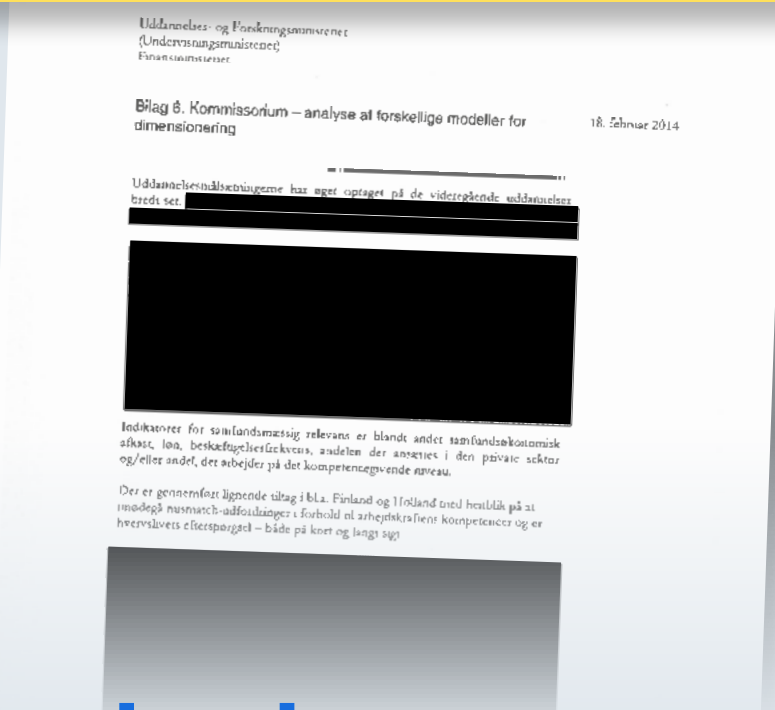 Uddannelses- og Forskningsministeriet
(Undervisningsministeriet)
Finansministeriet
Bilag 6. Kommissorium – analyse af forskellige modeller for
dimensionering
18. februar 2014
Uddannelsesmålsætningerne har øget optaget på de videregående uddannelser
bredt set.
Indikatorer for samfundsmæssig relevans er blandt andet samfundsøkonomisk
afkast, løn, beskæftigelsesfrekvens, andelen der ansættes i den private sektor
og/eller andel, der arbejder på det kompetencegivende niveau.
Der er gennemført lignende tiltag i bl.a. Finland og Holland med henblik på at
imødegå mismatch-udfordringer i forhold til arbejdskraftens kompetencer og er
hvervslivets efterspørgsel – både på kort og langt sigt